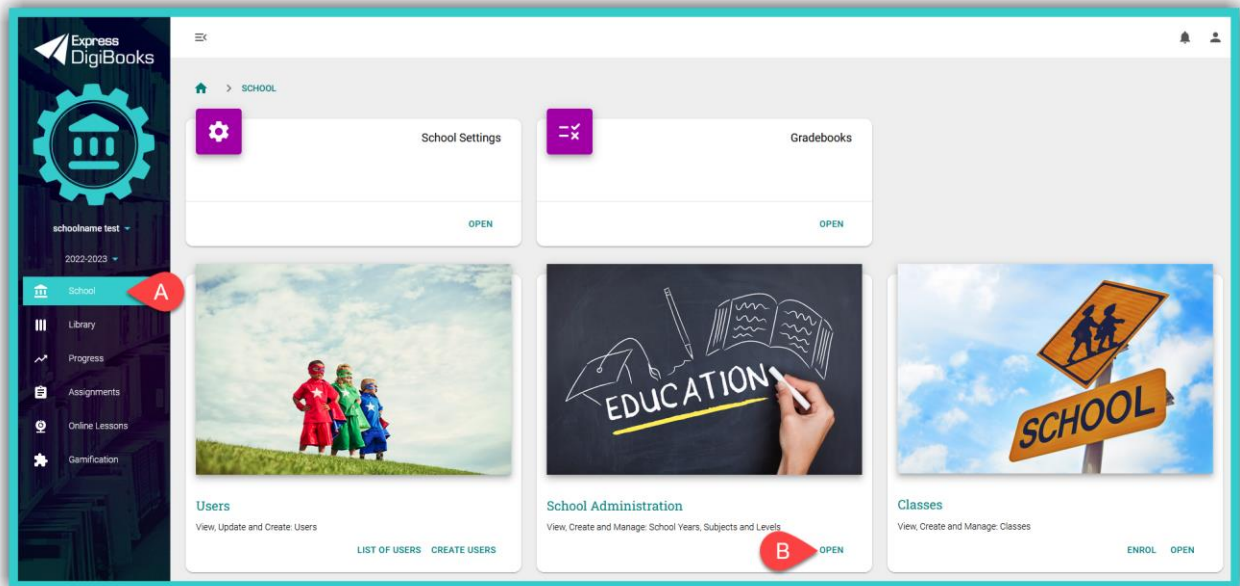 Express
DigiBooks
schoolname test
2022-2023
School
A
Library
Progress
Assignments
Online Lessons
Gamification
> SCHOOL
School Settings
OPEN
Gradebooks
OPEN
EDUCATION
SCHOOL
Users
View, Update and Create: Users
LIST OF USERS CREATE USERS
School Administration
View, Create and Manage: School Years, Subjects and Levels
B OPEN
Classes
View, Create and Manage: Classes
ENROL OPEN